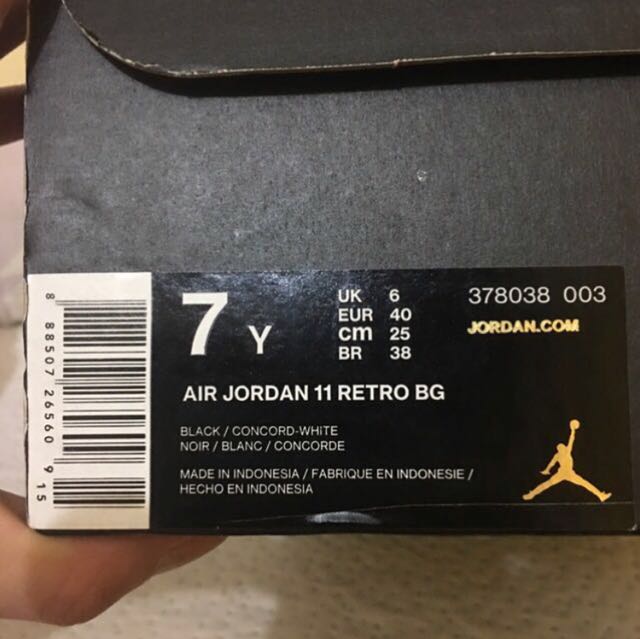 8 88507 26560 9 15
7 Y
UK 6
EUR 40
cm 25
BR 38
378038 003
JORDAN.COM
AIR JORDAN 11 RETRO BG
BLACK / CONCORD-WHITE
NOIR / BLANC / CONCORDE
MADE IN INDONESIA / FABRIQUE EN INDONESIE /
HECHO EN INDONESIA